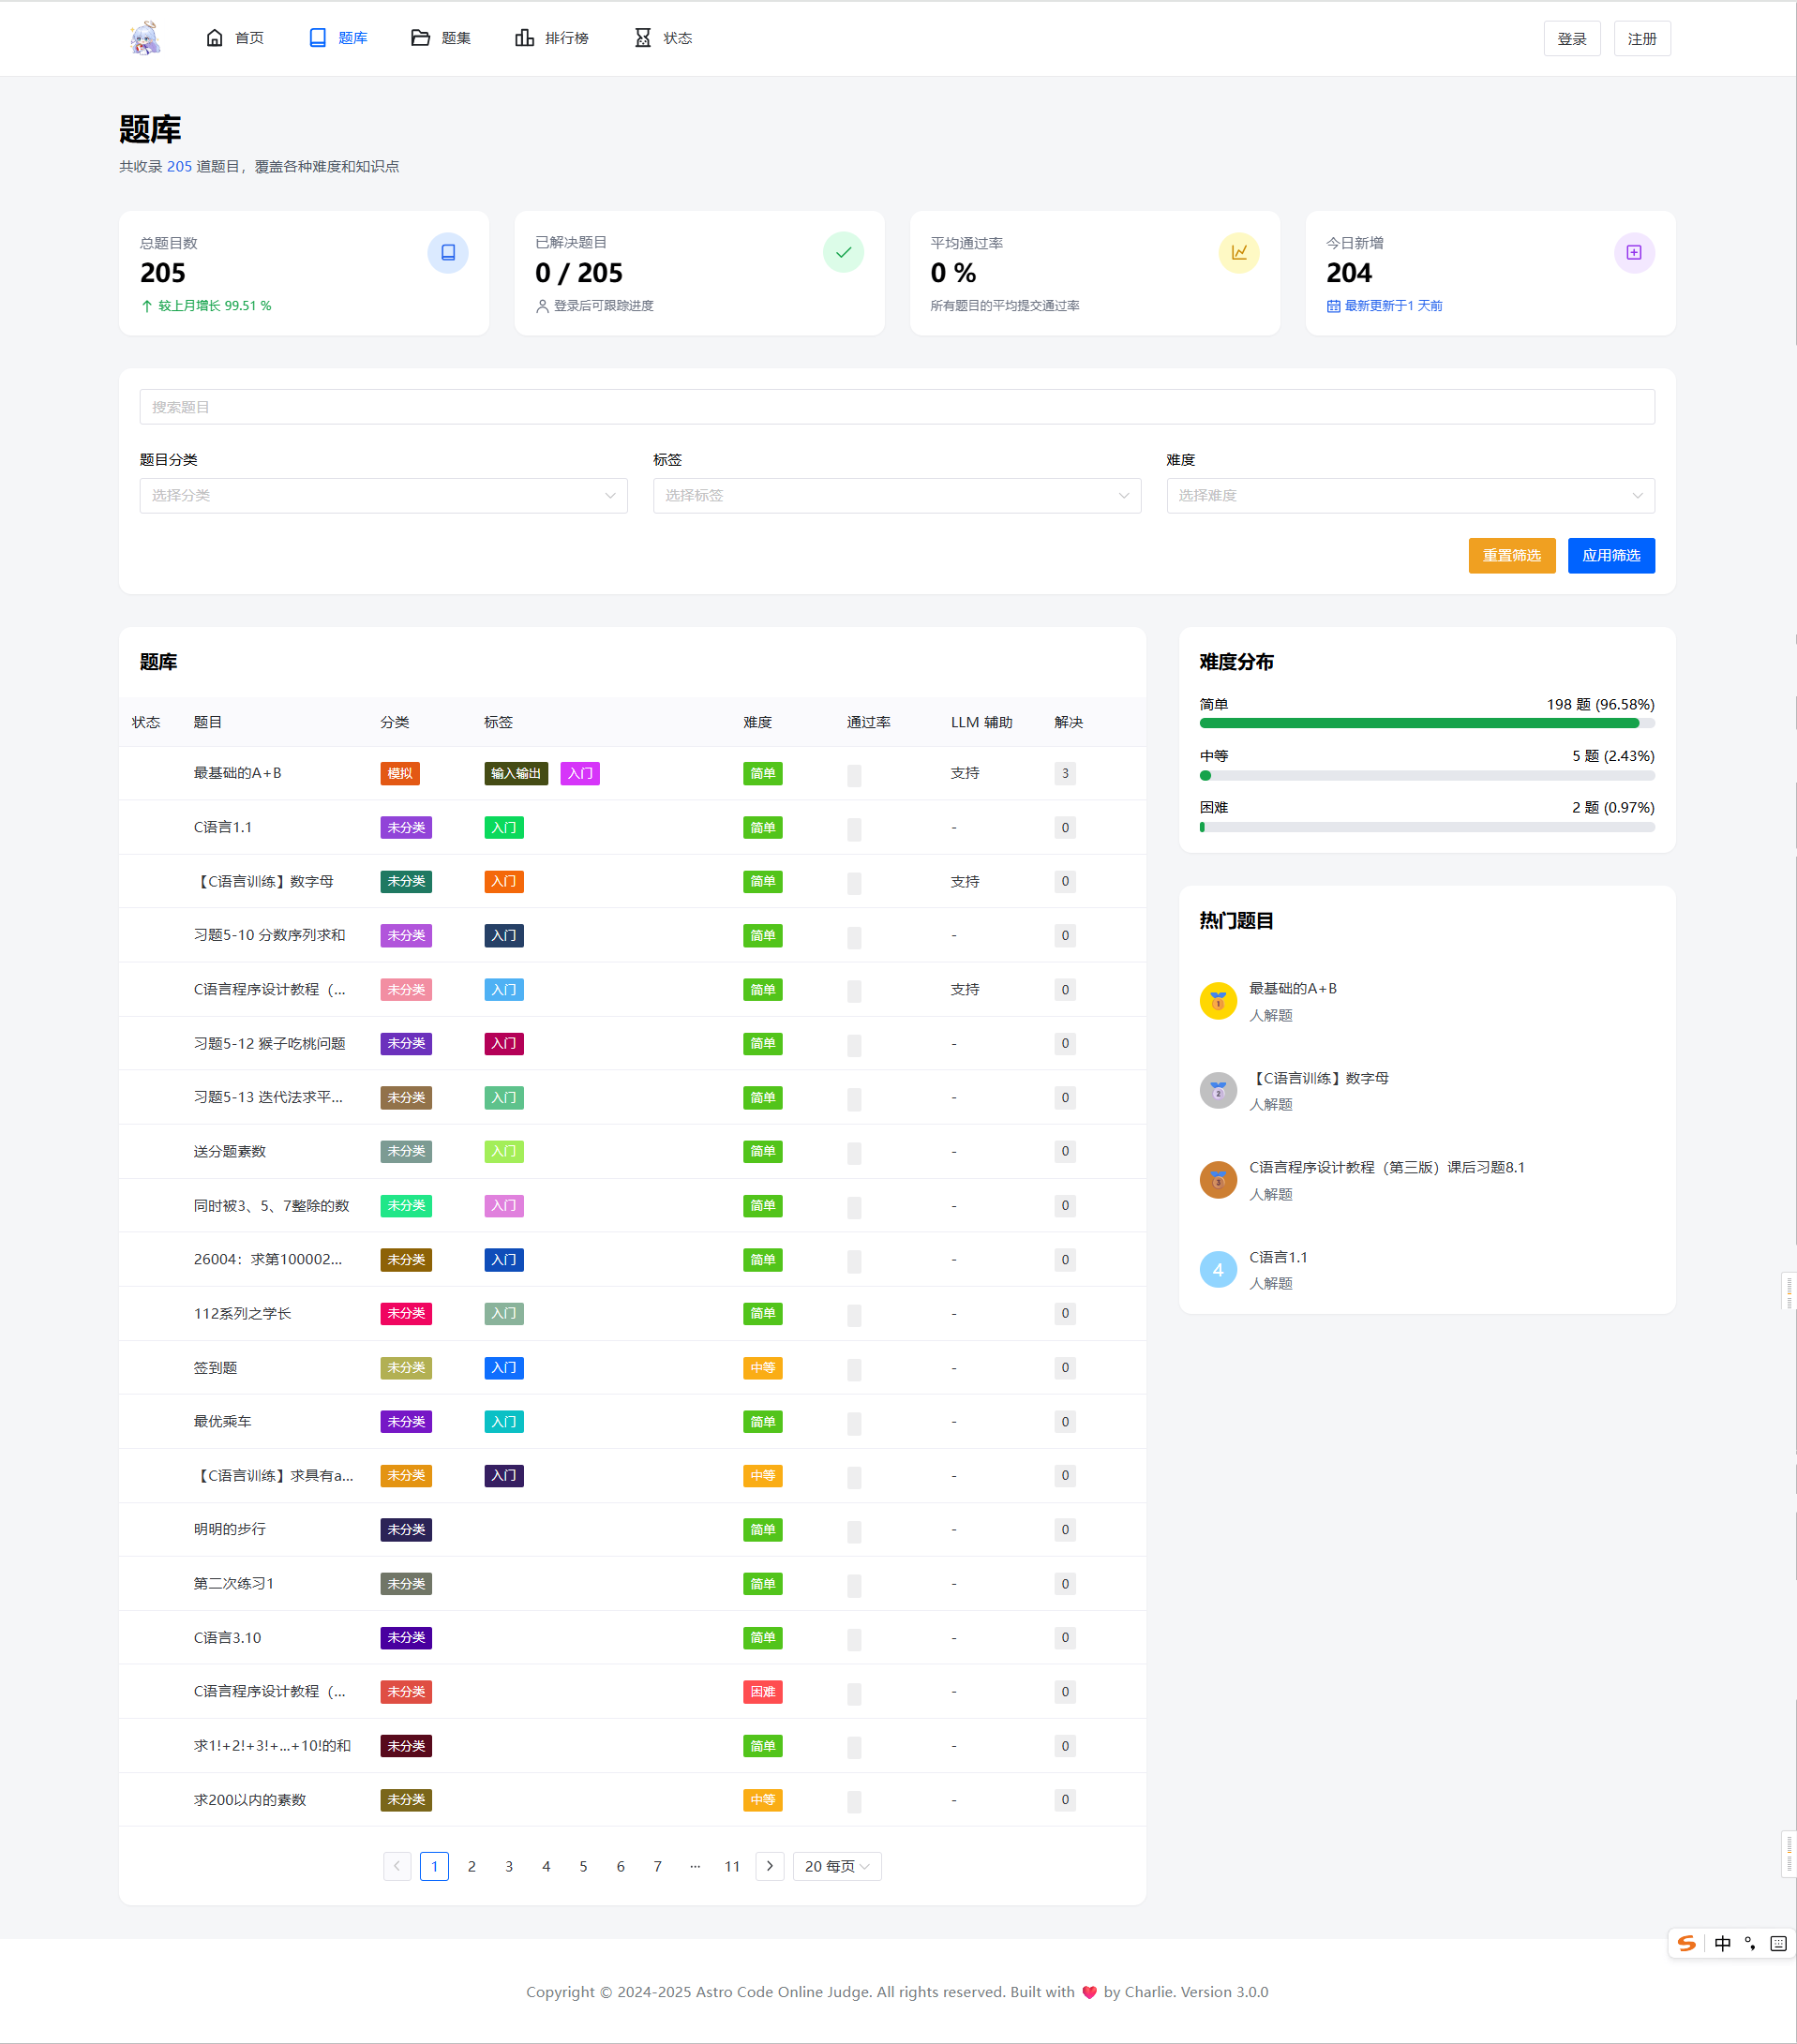 首页 题库 题集 排行榜 状态 登录 注册
题库
共收录 205 道题目，覆盖各种难度和知识点
总题目数
205
较上月增长 99.51 %
已解决题目
0 / 205
登录后可跟踪进度
平均通过率
0 %
所有题目的平均提交通过率
今日新增
204
最新更新于1 天前
搜索题目
题目分类 标签 难度
选择分类 选择标签 选择难度
重置筛选 应用筛选
题库
状态 题目 分类 标签 难度 通过率 LLM 辅助 解决
最基础的A+B 模拟 输入输出 入门 简单 支持 3
C语言1.1 未分类 入门 简单 - 0
【C语言训练】数字母 未分类 入门 简单 支持 0
习题5-10 分数序列求和 未分类 入门 简单 - 0
C语言程序设计教程（... 未分类 入门 简单 支持 0
习题5-12 猴子吃桃问题 未分类 入门 简单 - 0
习题5-13 迭代法求平... 未分类 入门 简单 - 0
送分题素数 未分类 入门 简单 - 0
同时被3、5、7整除的数 未分类 入门 简单 - 0
26004：求第100002... 未分类 入门 简单 - 0
112系列之学长 未分类 入门 简单 - 0
签到题 未分类 入门 中等 - 0
最优乘车 未分类 入门 简单 - 0
【C语言训练】求具有a... 未分类 入门 中等 - 0
明明的步行 未分类 简单 - 0
第二次练习1 未分类 简单 - 0
C语言3.10 未分类 简单 - 0
C语言程序设计教程（... 未分类 困难 - 0
求1!+2!+3!+...+10!的和 未分类 简单 - 0
求200以内的素数 未分类 中等 - 0
1 2 3 4 5 6 7 ... 11 20 每页
难度分布
简单 198 题 (96.58%)
中等 5 题 (2.43%)
困难 2 题 (0.97%)
热门题目
1 最基础的A+B
人解题
2 【C语言训练】数字母
人解题
3 C语言程序设计教程（第三版）课后习题8.1
人解题
4 C语言1.1
人解题
S 中 °,
Copyright © 2024-2025 Astro Code Online Judge. All rights reserved. Built with ❤ by Charlie. Version 3.0.0